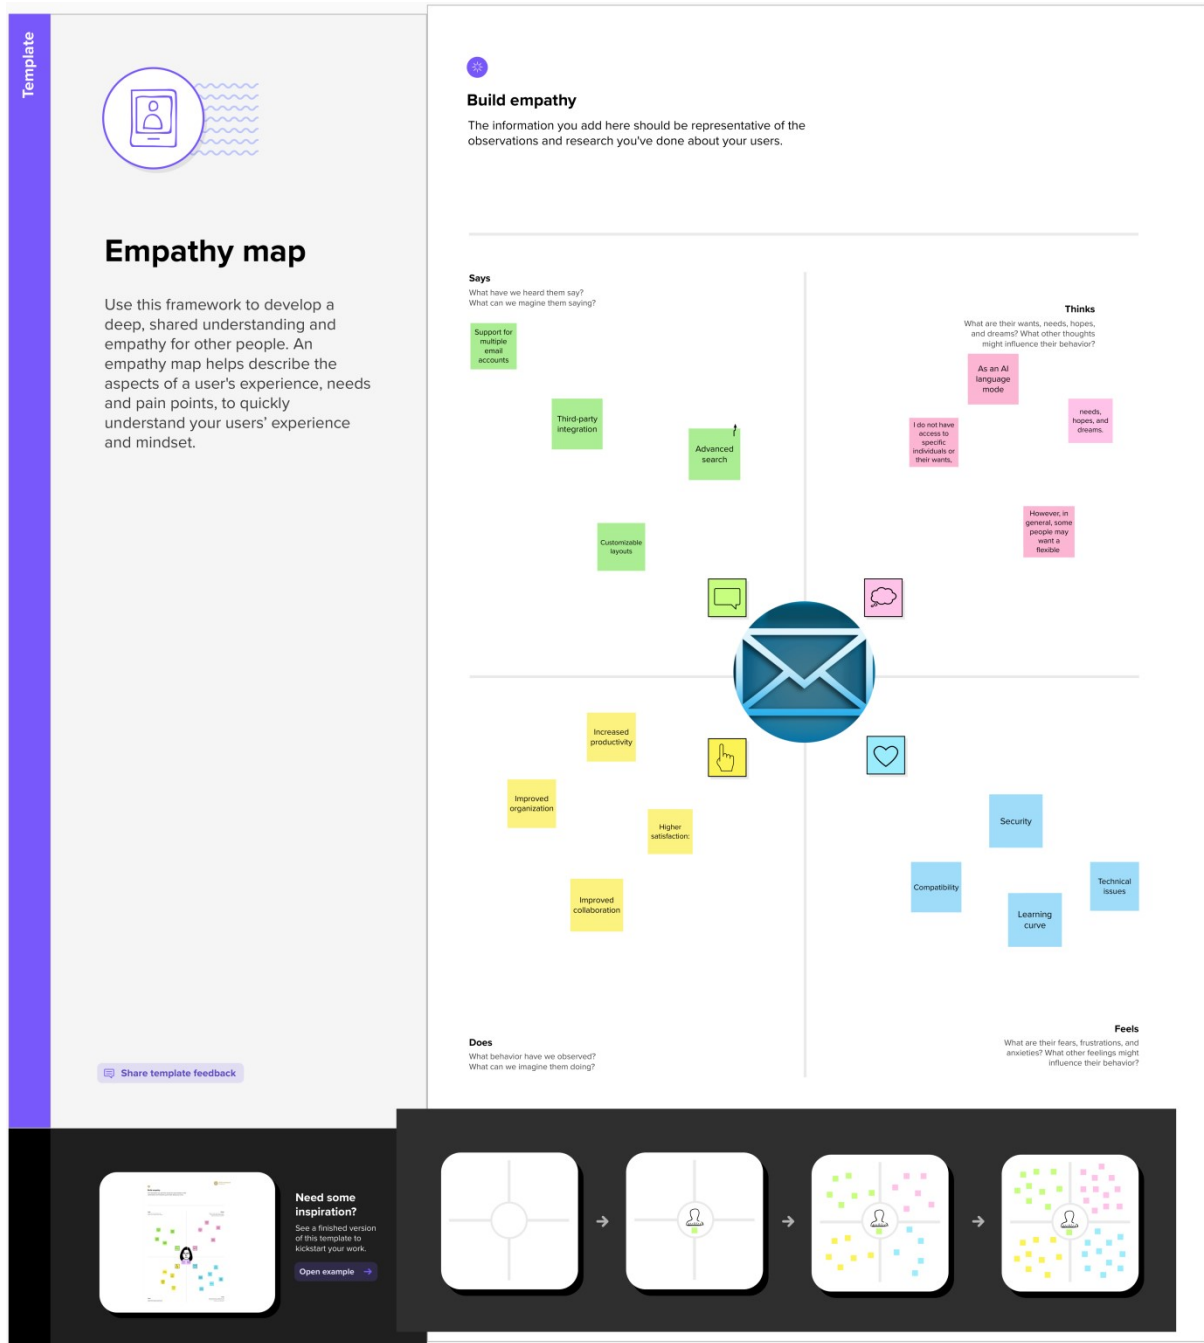 Template
Empathy map
Use this framework to develop a
deep, shared understanding and
empathy for other people. An
empathy map helps describe the
aspects of a user's experience, needs
and pain points, to quickly
understand your users' experience
and mindset.
Share template feedback
Build empathy
The information you add here should be representative of the
observations and research you've done about your users.
Says
What have we heard them say?
What can we magine them saying?
Support for
multiple
email
accounts
Third-party
integration
Advanced
search
Customizable
layouts
Thinks
What are their wants, needs, hopes,
and dreams? What other thoughts
might influence their behavior?
As an AI
language
mode
I do not have
access to
specific
individuals or
their wants,
needs,
hopes, and
dreams.
However, in
general, some
people may
want a
flexible
Increased
productivity
Improved
organization
Higher
satisfaction:
Improved
collaboration
Does
What behavior have we observed?
What can we imagine them doing?
Security
Compatibility
Technical
issues
Learning
curve
Feels
What are their fears, frustrations, and
anxieties? What other feelings might
influence their behavior?
Need some
inspiration?
See a finished version
of this template to
kickstart your work.
Open example